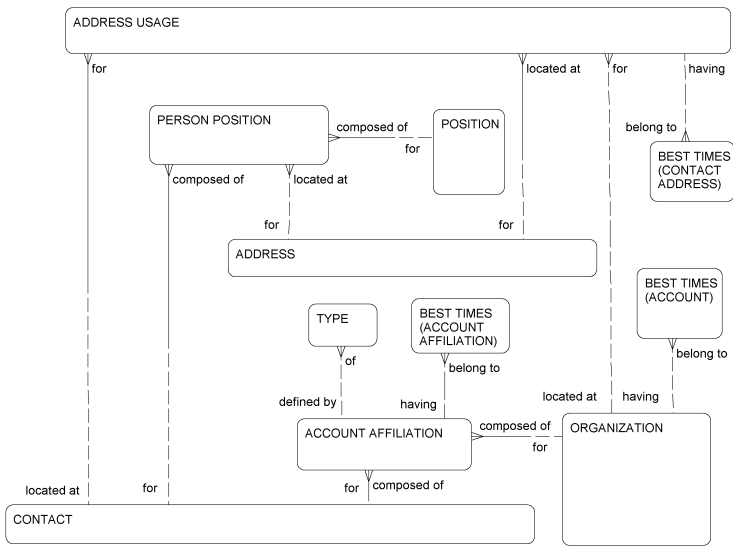 ADDRESS USAGE
for
located at
for
having
PERSON POSITION
composed of
for
POSITION
belong to
BEST TIMES
(CONTACT
ADDRESS)
composed of
located at
for
for
ADDRESS
BEST TIMES
(ACCOUNT)
TYPE
BEST TIMES
(ACCOUNT
AFFILIATION)
of
belong to
belong to
defined by
having
located at
having
ACCOUNT AFFILIATION
composed of
for
ORGANIZATION
located at
for
for
composed of
CONTACT